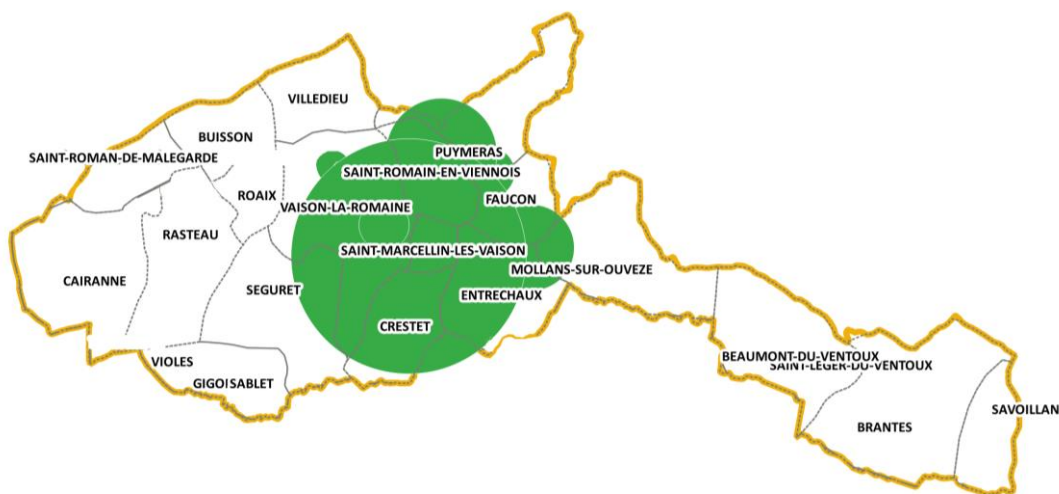 VILLEDIEU
BUISSON
PUYMERAS
SAINT-ROMAN-DE-MALEGARDE
SAINT-ROMAIN-EN-VIENNOIS
ROAIX
FAUCON
VAISON-LA-ROMAINE
RASTEAU
SAINT-MARCELLIN-LES-VAISON
MOLLANS-SUR-OUVEZE
CAIRANNE
SEGURET
ENTRECHAUX
CRESTET
BEAUMONT-DU-VENTOUX
VIOLES
SAINT-LEGER-DU-VENTOUX
GIGO
SABLET
SAVOILLAN
BRANTES